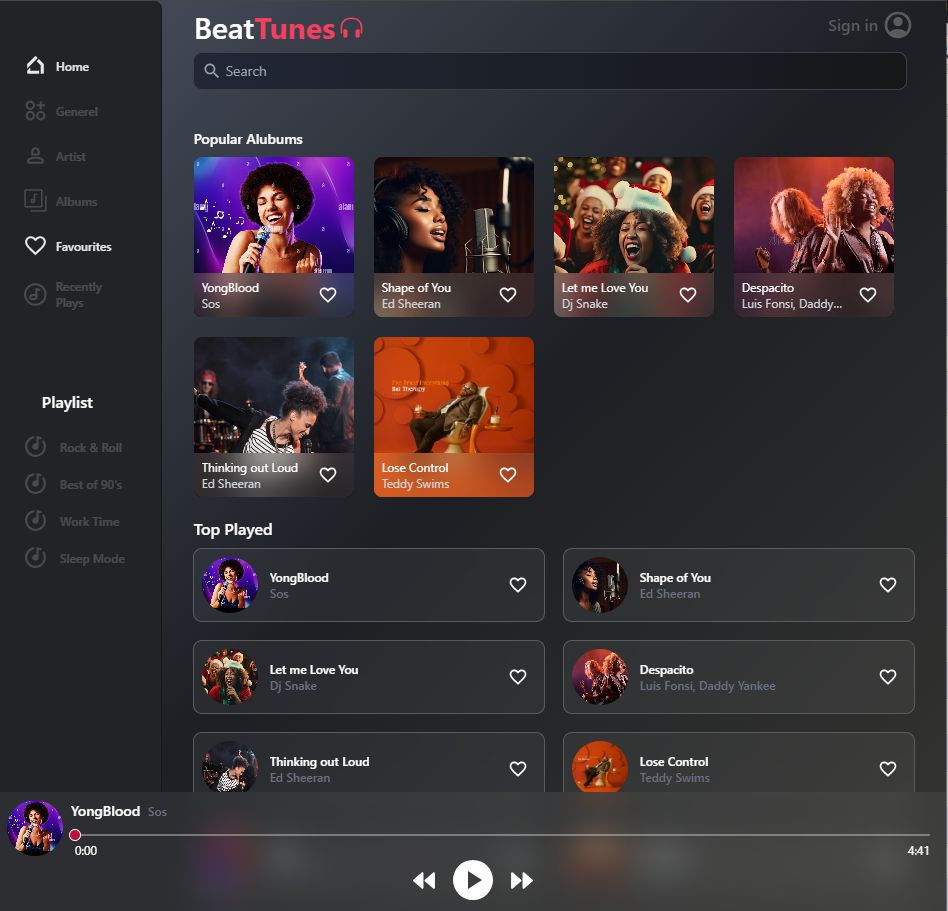 BeatTunes
Sign in
Search
Home
Generel
Artist
Albums
Favourites
Recently
Plays
Playlist
Rock & Roll
Best of 90's
Work Time
Sleep Mode
Popular Alubums
YongBlood
Sos
Shape of You
Ed Sheeran
Let me Love You
Dj Snake
Despacito
Luis Fonsi, Daddy...
Thinking out Loud
Ed Sheeran
Lose Control
Teddy Swims
Top Played
YongBlood
Sos
Shape of You
Ed Sheeran
Let me Love You
Dj Snake
Despacito
Luis Fonsi, Daddy Yankee
Thinking out Loud
Ed Sheeran
Lose Control
Teddy Swims
YongBlood Sos
0:00
4:41